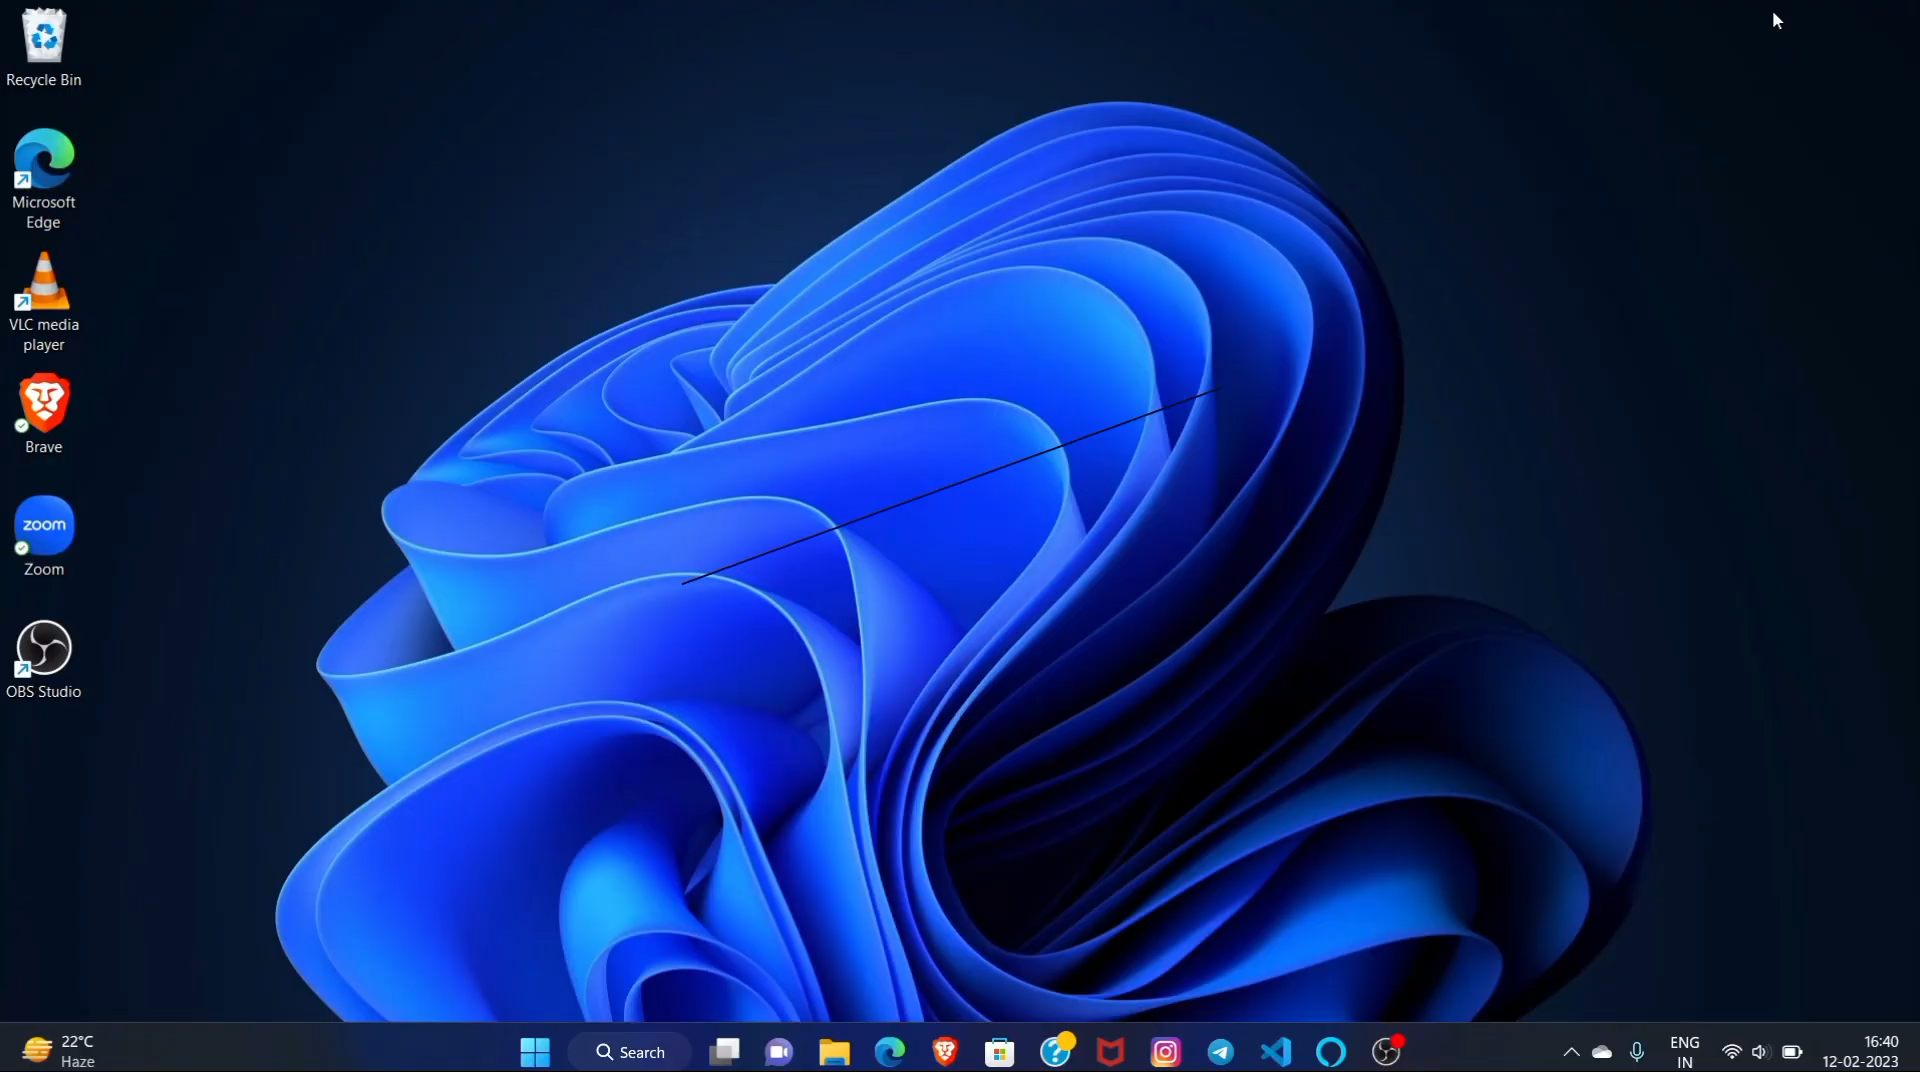 Recycle Bin
Microsoft
Edge
VLC media
player
Brave
zoom
Zoom
OBS Studio
22°C
Haze
Search
ENG
IN
16:40
12-02-2023